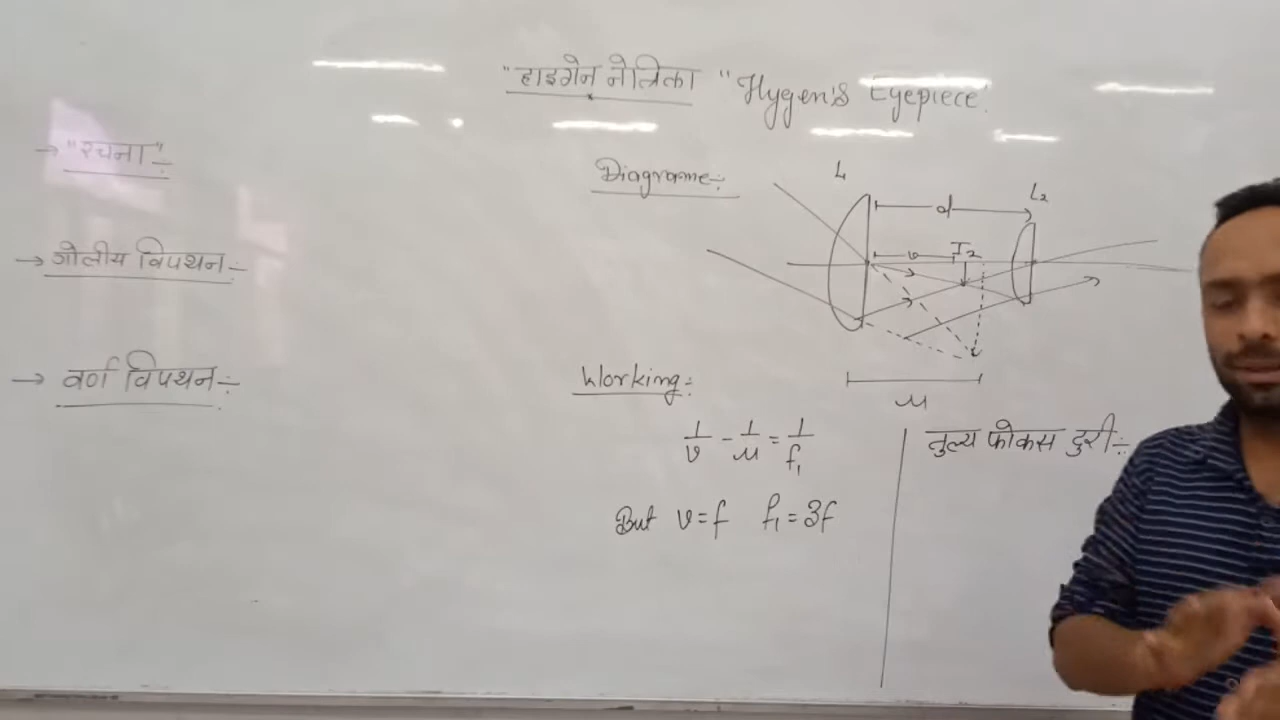 "हाइगेन नेत्रिका " Hygen's Eyepiece"
→ "रचना" :-
→ गोलीय विपथन :-
→ वर्ण विपथन :-
Diagrame :-
L₁
L₂
d
v
I₂
u
Working :-
1/v - 1/u = 1/f₁
But v = f f₁ = 3f
तुल्य फोकस दुरी :-